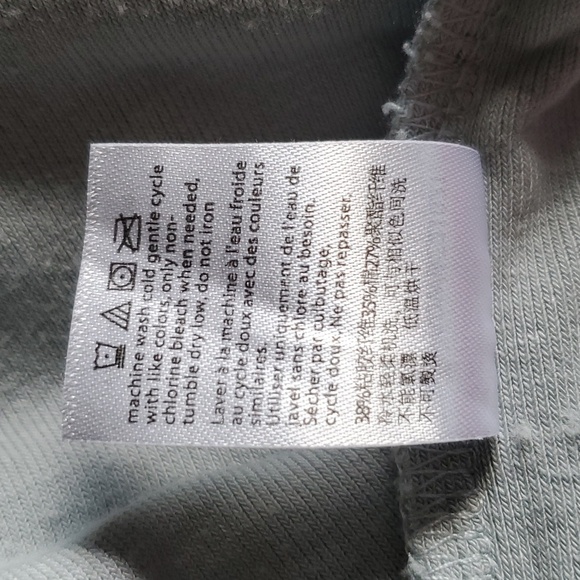 machine wash cold gentle cycle
with like colors, only non-
chlorine bleach when needed,
tumble dry low, do not iron
Laver à la machine à l'eau froide
au cycle doux avec des couleurs
similaires.
Utiliser uniquement de l'eau de
javel sans chlore au besoin.
Sécher par culbutage.
cycle doux. Ne pas repasser.
38% 35%棉27%聚酯纤维
冷水轻柔机洗 可与相似色同洗
不能氯漂 低温烘干
不可熨烫